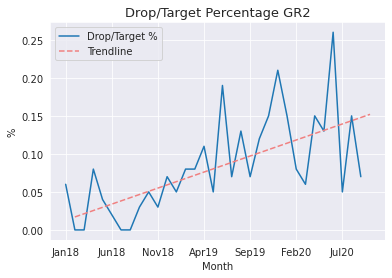 Drop/Target Percentage GR2
Drop/Target %
Trendline
0.25
0.20
0.15
0.10
0.05
0.00
%
Jan18 Jun18 Nov18 Apr19 Sep19 Feb20 Jul20
Month